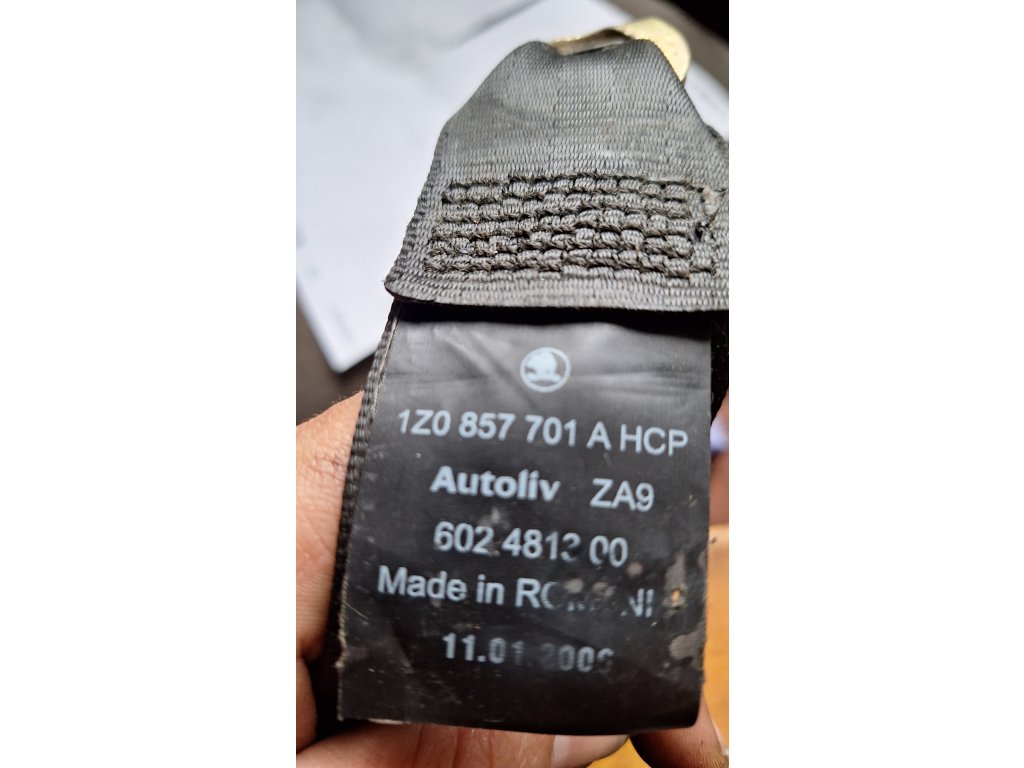 1Z0 857 701 A HCP
Autoliv ZA9
602 4813 00
Made in